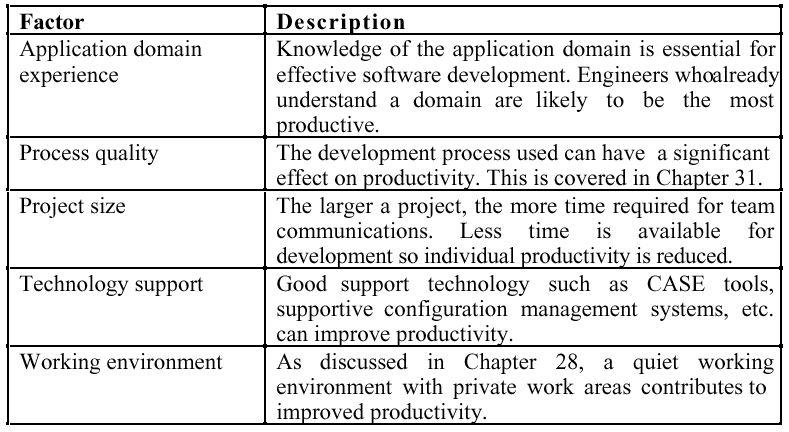 Factor Description
Application domain experience Knowledge of the application domain is essential for
effective software development. Engineers whoalready
understand a domain are likely to be the most
productive.
Process quality The development process used can have a significant
effect on productivity. This is covered in Chapter 31.
Project size The larger a project, the more time required for team
communications. Less time is available for
development so individual productivity is reduced.
Technology support Good support technology such as CASE tools,
supportive configuration management systems, etc.
can improve productivity.
Working environment As discussed in Chapter 28, a quiet working
environment with private work areas contributes to
improved productivity.